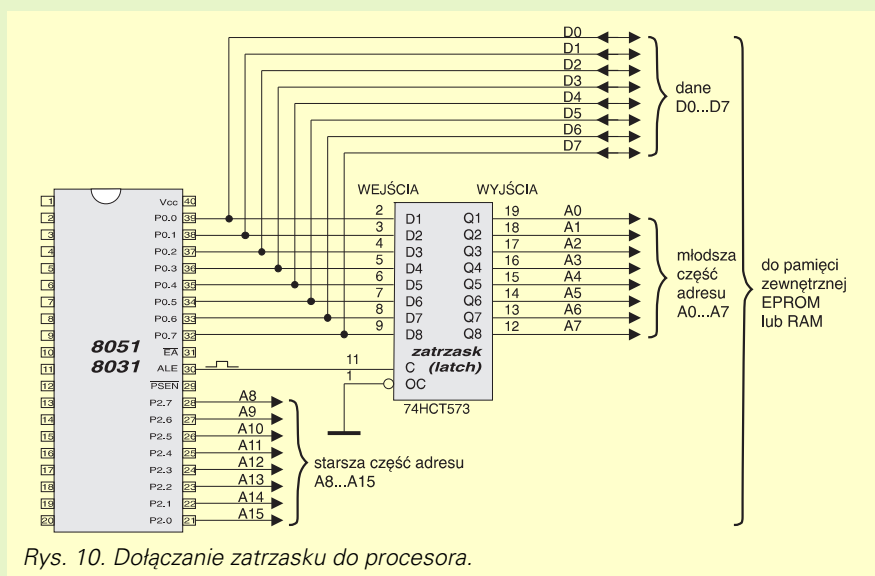 D0
D1
D2
D3
D4
D5
D6
D7
dane
D0...D7
WEJŚCIA WYJŚCIA
1 Vcc 40
2 P0.0 39 2 D1 Q1 19 A0
3 P0.1 38 3 D2 Q2 18 A1
4 P0.2 37 4 D3 Q3 17 A2
5 P0.3 36 5 D4 Q4 16 A3
6 P0.4 35 6 D5 Q5 15 A4
7 P0.5 34 7 D6 Q6 14 A5
8 P0.6 33 8 D7 Q7 13 A6
9 P0.7 32 9 D8 Q8 12 A7
młodsza
część
adresu
A0...A7
do pamięci
zewnętrznej
EPROM
lub RAM
8051
8031
10 EA 31
11 ALE 30 11 C
zatrzask
(latch)
1 OC
74HCT573
12 PSEN 29
13 P2.7 28 A8
14 P2.6 27 A9
15 P2.5 26 A10
16 P2.4 25 A11
17 P2.3 24 A12
18 P2.2 23 A13
19 P2.1 22 A14
20 P2.0 21 A15
starsza część adresu
A8...A15
Rys. 10. Dołączanie zatrzasku do procesora.